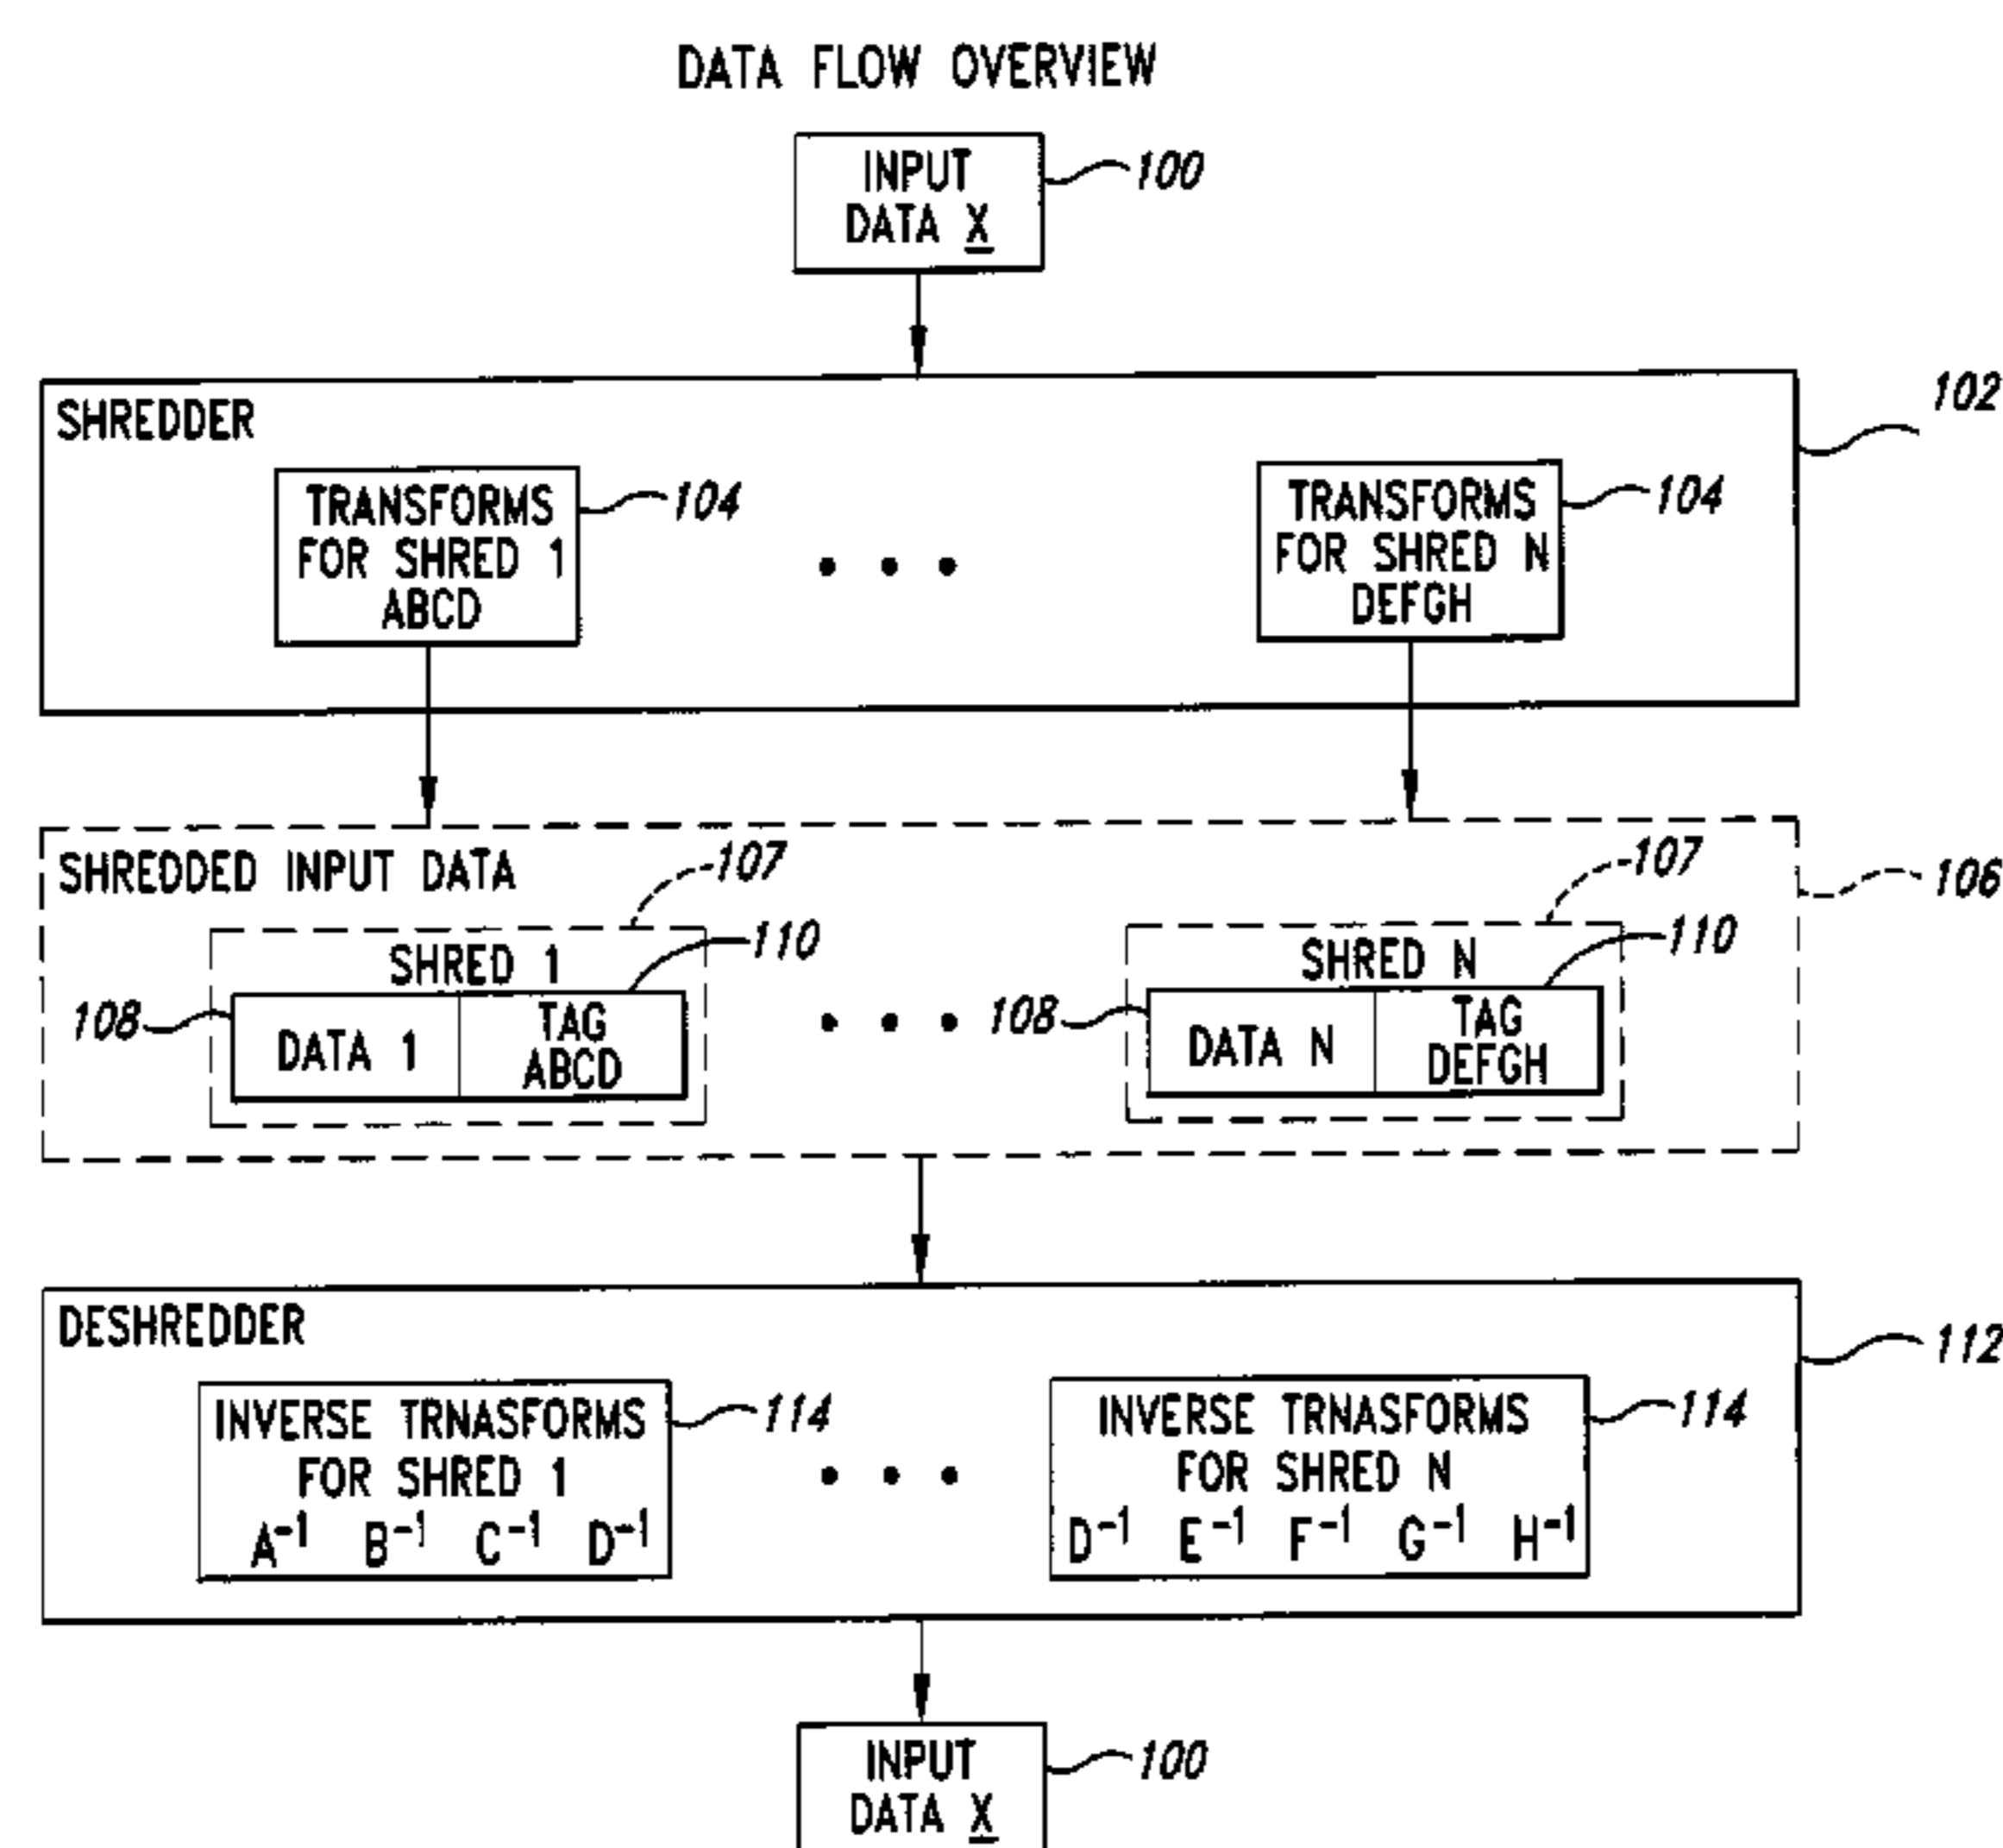 DATA FLOW OVERVIEW
INPUT
DATA X
100
SHREDDER
102
TRANSFORMS
FOR SHRED 1
ABCD
104
TRANSFORMS
FOR SHRED N
DEFGH
104
SHREDDED INPUT DATA
106
107
SHRED 1
110
108
DATA 1
TAG
ABCD
107
SHRED N
110
108
DATA N
TAG
DEFGH
DESHREDDER
112
INVERSE TRNASFORMS
FOR SHRED 1
A⁻¹ B⁻¹ C⁻¹ D⁻¹
114
INVERSE TRNASFORMS
FOR SHRED N
D⁻¹ E⁻¹ F⁻¹ G⁻¹ H⁻¹
114
INPUT
DATA X
100